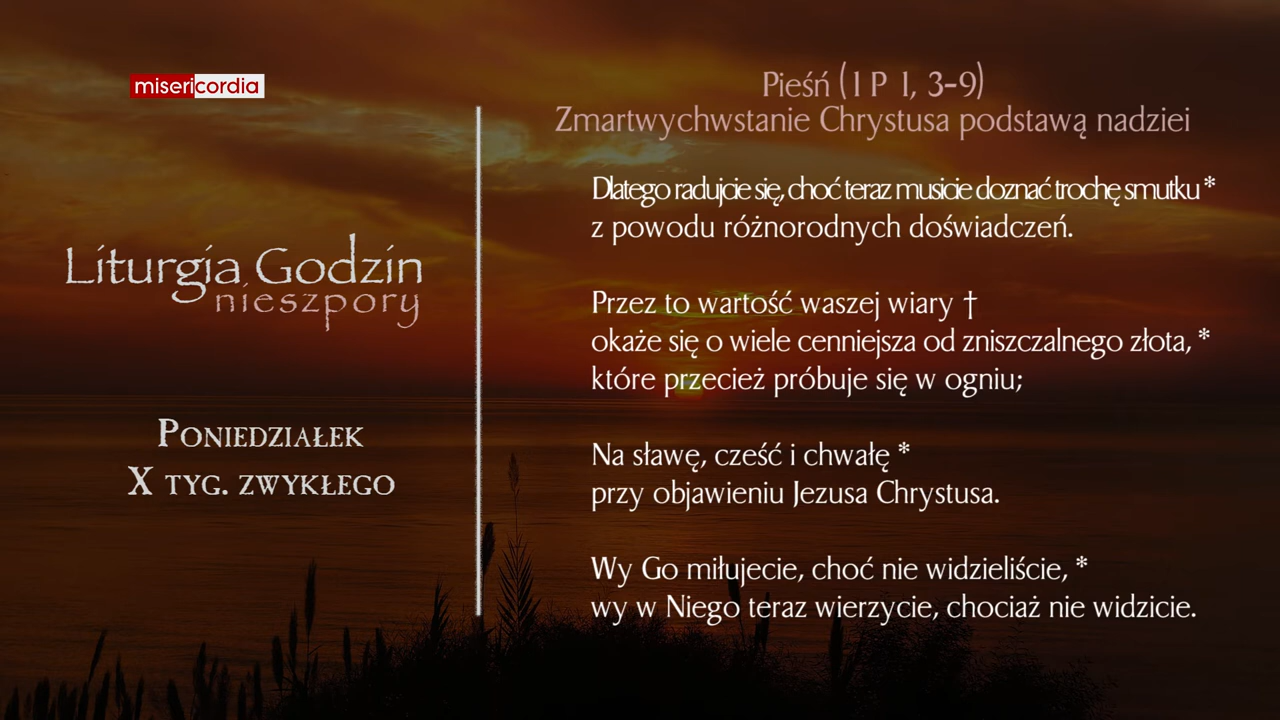 misericordia
Liturgia Godzin
nieszpory
Poniedziałek
X tyg. zwykłego
Pieśń (1 P 1, 3-9)
Zmartwychwstanie Chrystusa podstawą nadziei
Dlatego radujcie się, choć teraz musicie doznać trochę smutku *
z powodu różnorodnych doświadczeń.
Przez to wartość waszej wiary †
okaże się o wiele cenniejsza od zniszczalnego złota, *
które przecież próbuje się w ogniu;
Na sławę, cześć i chwałę *
przy objawieniu Jezusa Chrystusa.
Wy Go miłujecie, choć nie widzieliście, *
wy w Niego teraz wierzycie, chociaż nie widzicie.